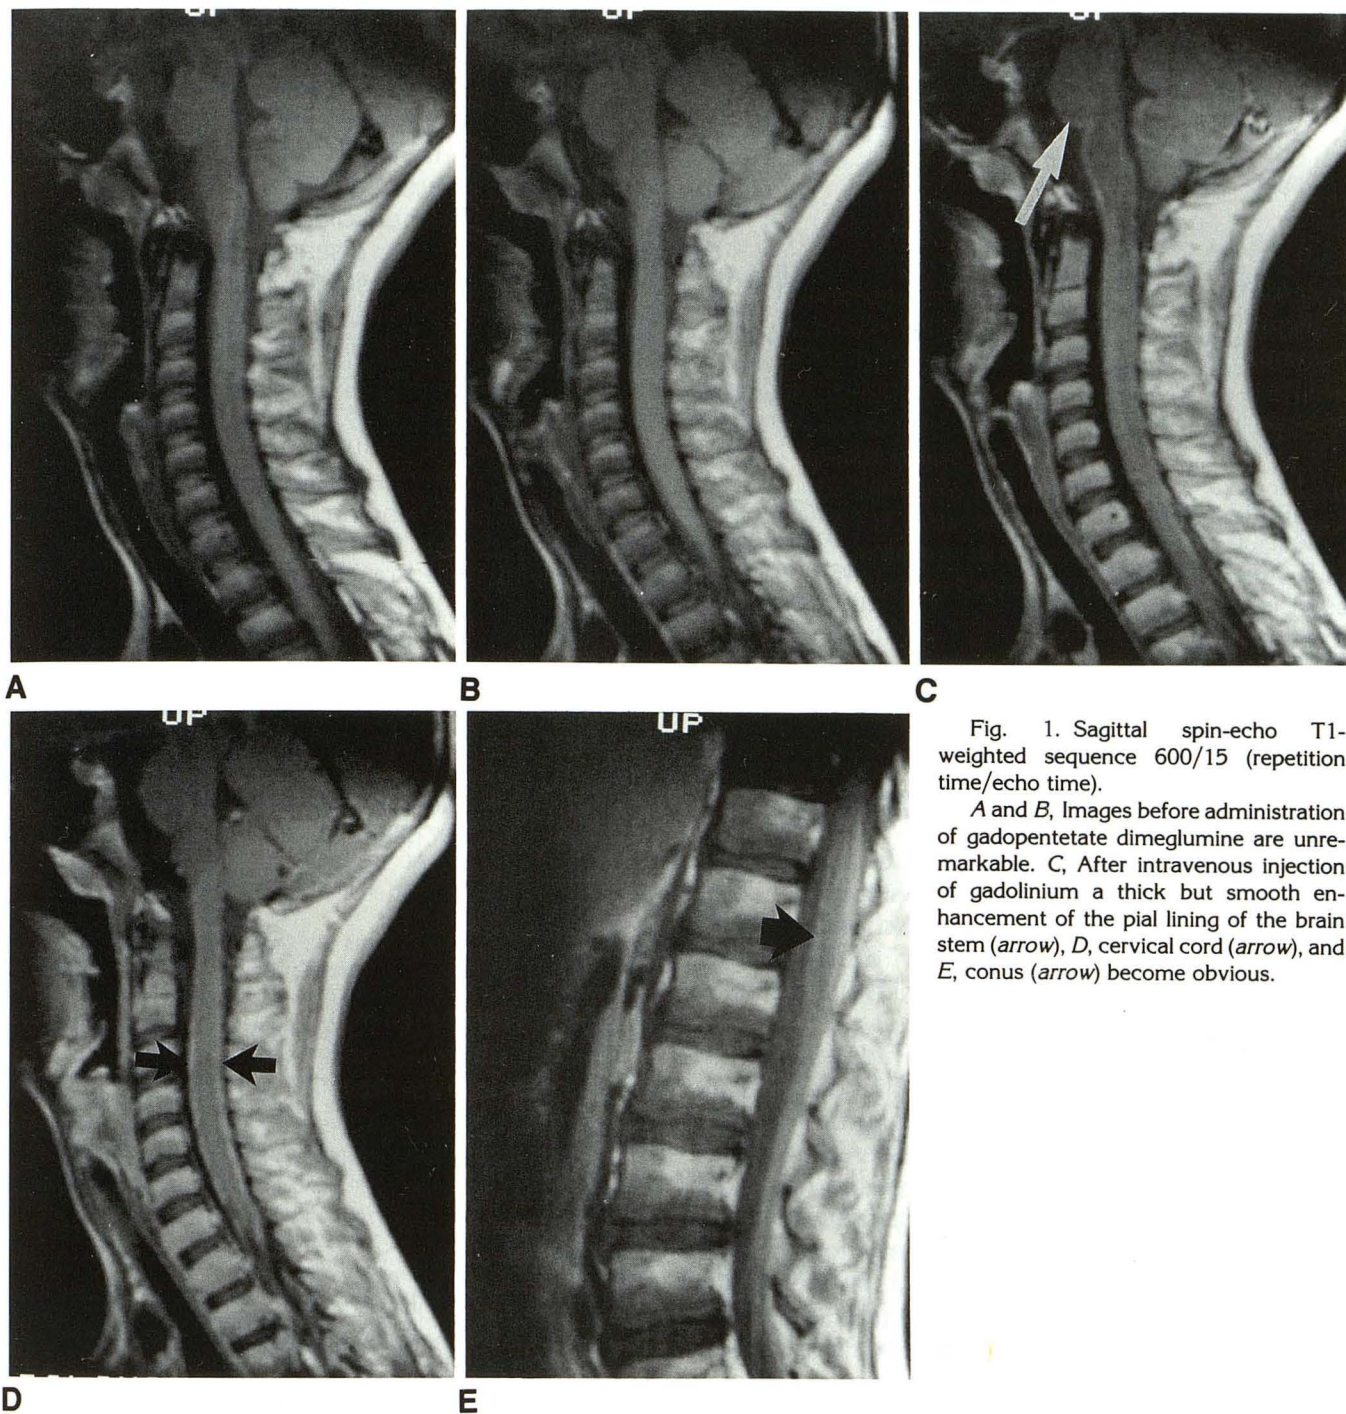 UP
UP
UP
A
B
C
UP
UP
D
E
Fig. 1. Sagittal spin-echo T1-
weighted sequence 600/15 (repetition
time/echo time).
A and B, Images before administration
of gadopentetate dimeglumine are unre-
markable. C, After intravenous injection
of gadolinium a thick but smooth en-
hancement of the pial lining of the brain
stem (arrow), D, cervical cord (arrow), and
E, conus (arrow) become obvious.